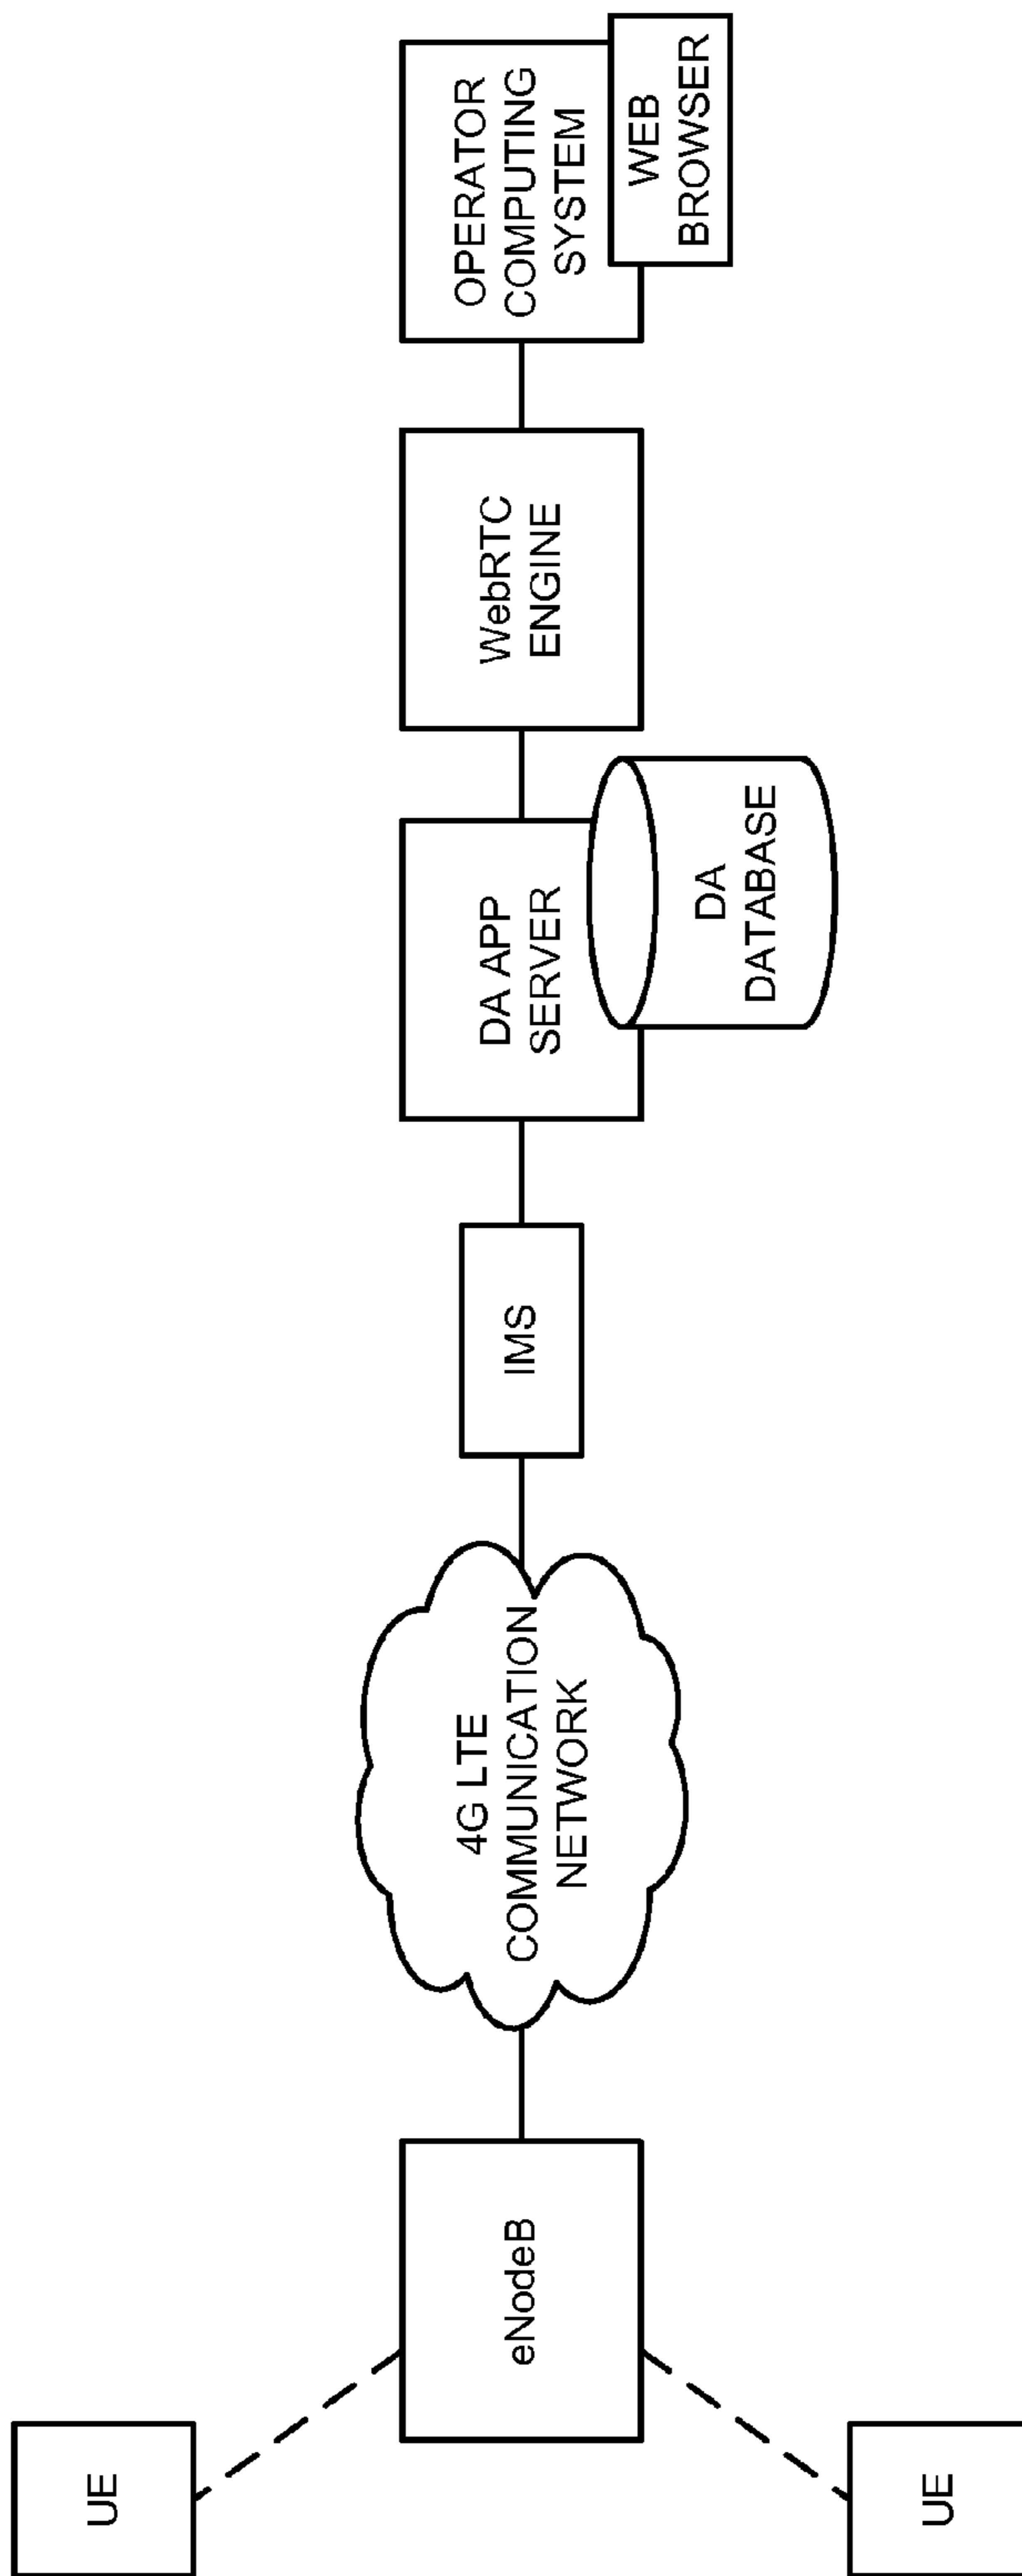 UE
UE
eNodeB
4G LTE
COMMUNICATION
NETWORK
IMS
DA APP
SERVER
DA
DATABASE
WebRTC
ENGINE
OPERATOR
COMPUTING
SYSTEM
WEB
BROWSER